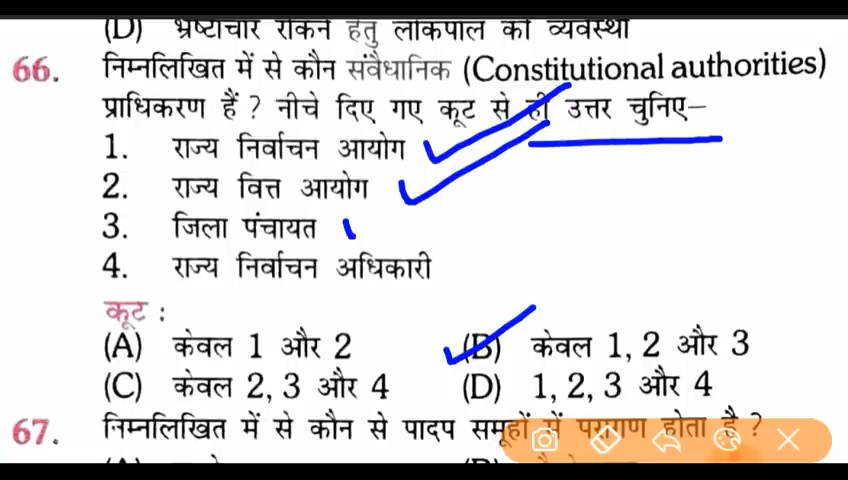 (D) भ्रष्टाचार रोकने हेतु लोकपाल की व्यवस्था
66. निम्नलिखित में से कौन संवैधानिक (Constitutional authorities)
प्राधिकरण हैं ? नीचे दिए गए कूट से ही उत्तर चुनिए–
1. राज्य निर्वाचन आयोग
2. राज्य वित्त आयोग
3. जिला पंचायत
4. राज्य निर्वाचन अधिकारी
कूट :
(A) केवल 1 और 2 (B) केवल 1, 2 और 3
(C) केवल 2, 3 और 4 (D) 1, 2, 3 और 4
67. निम्नलिखित में से कौन से पादप समूहों में परागण होता है ?